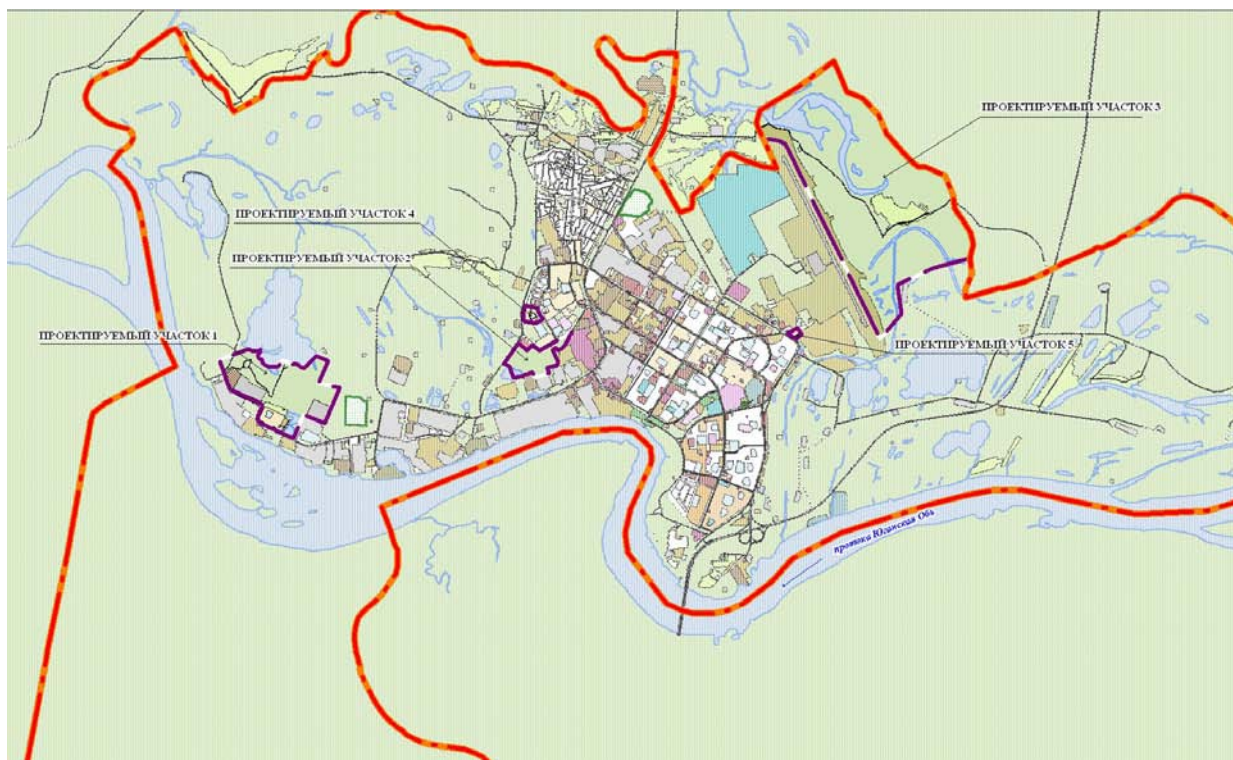 ПРОЕКТИРУЕМЫЙ УЧАСТОК 3
ПРОЕКТИРУЕМЫЙ УЧАСТОК 4
ПРОЕКТИРУЕМЫЙ УЧАСТОК 2
ПРОЕКТИРУЕМЫЙ УЧАСТОК 1
ПРОЕКТИРУЕМЫЙ УЧАСТОК 5
протока Юганская Обь